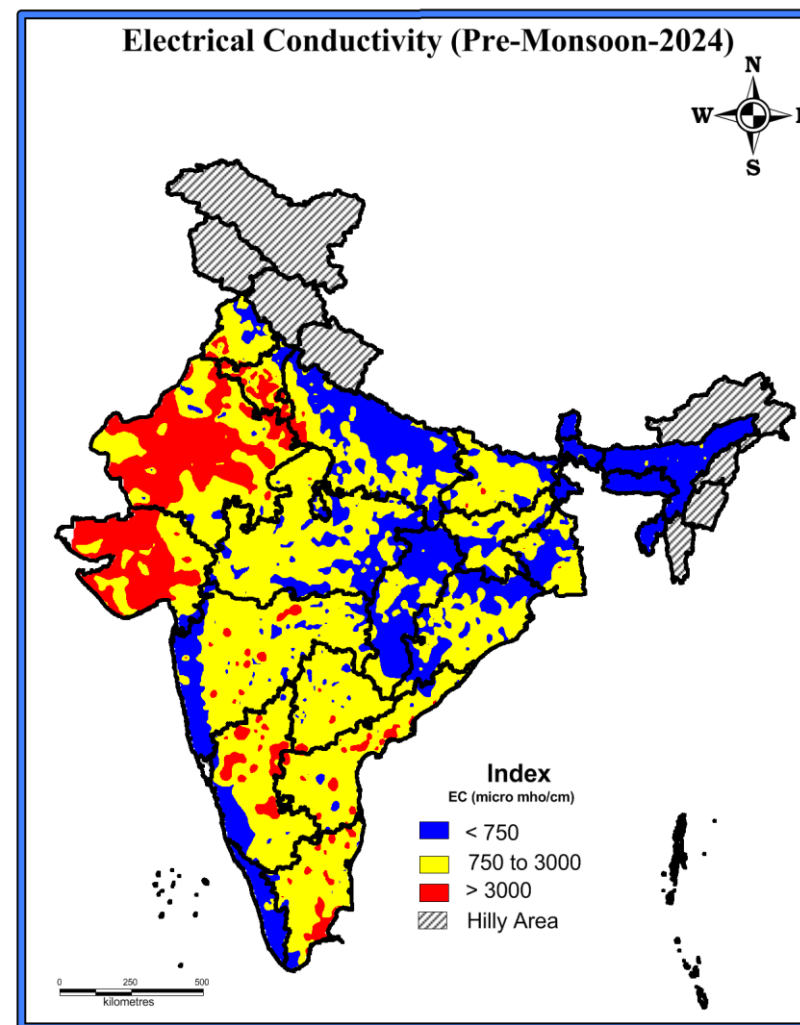 Electrical Conductivity (Pre-Monsoon-2024)
N
W
S
Index
EC (micro mho/cm)
< 750
750 to 3000
> 3000
Hilly Area
0 250 500
kilometres